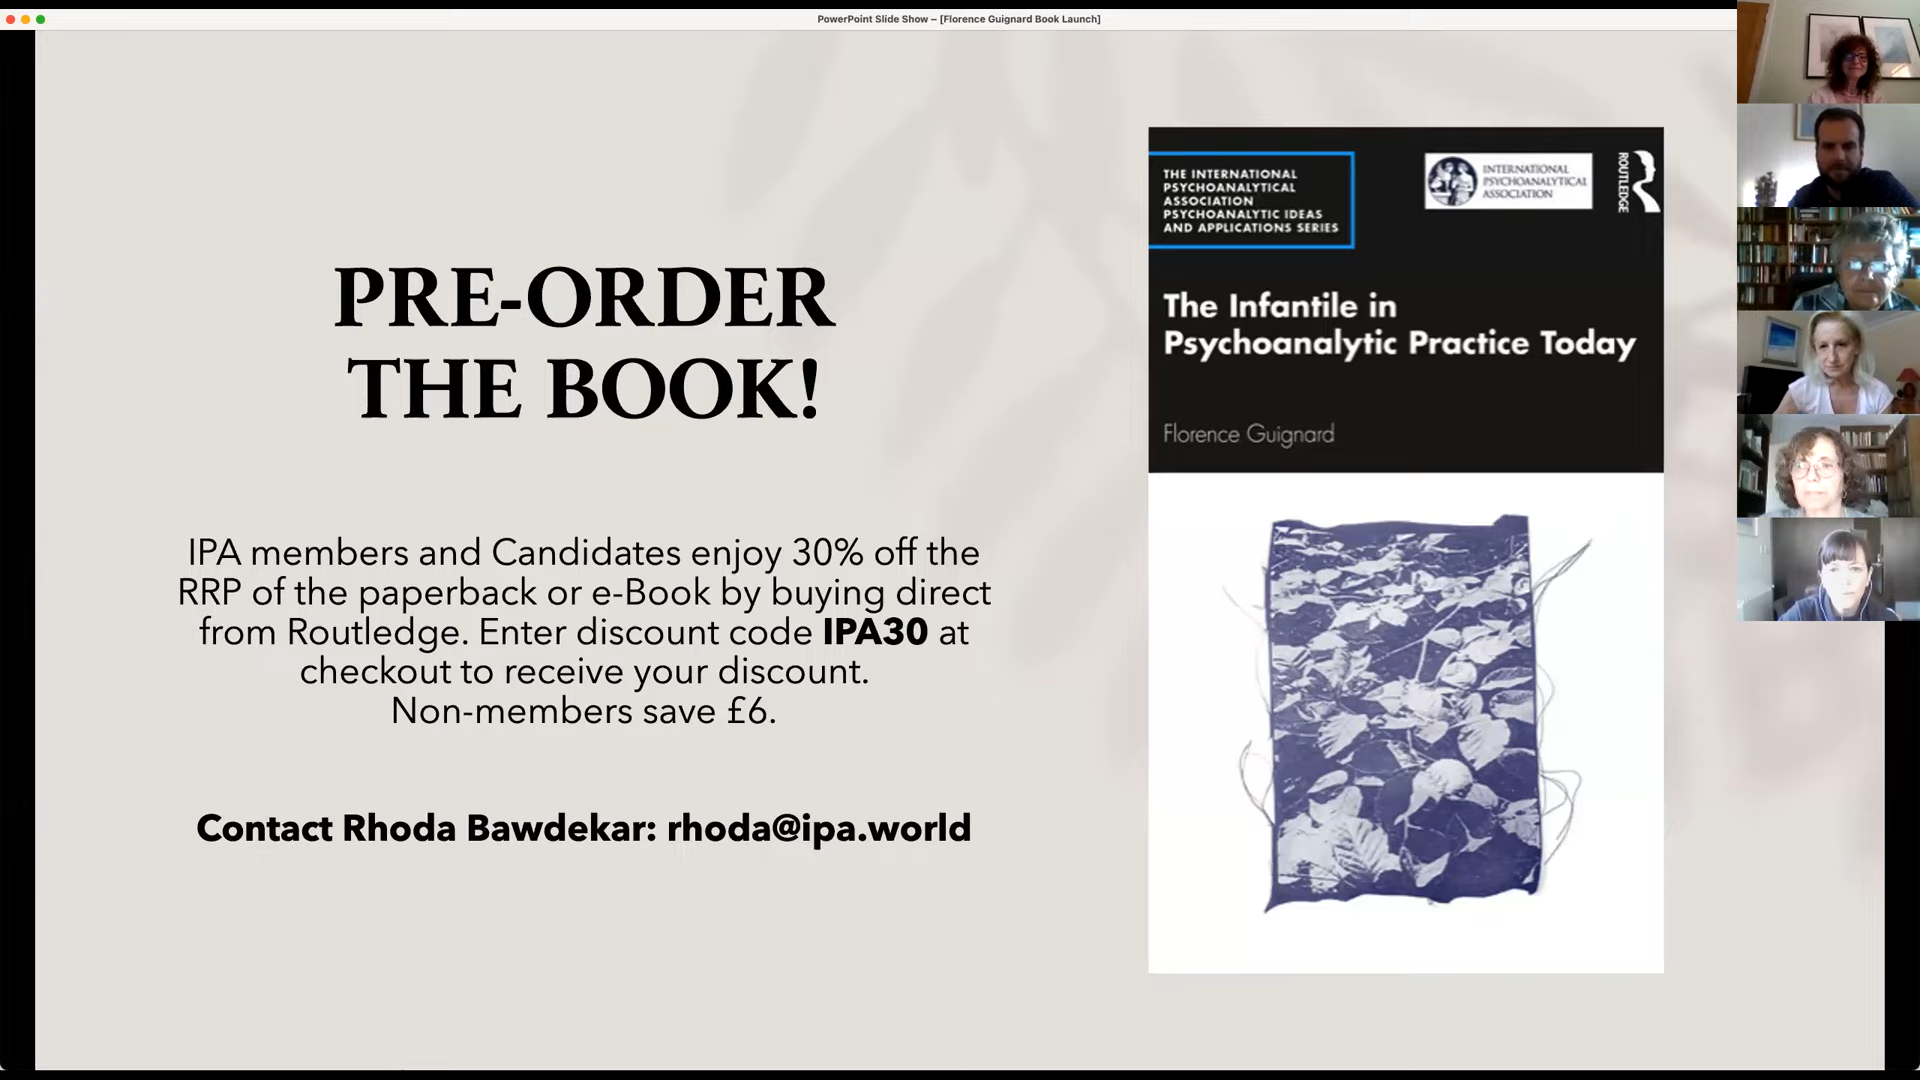 PowerPoint Slide Show – [Florence Guignard Book Launch]
PRE-ORDER
THE BOOK!
IPA members and Candidates enjoy 30% off the
RRP of the paperback or e-Book by buying direct
from Routledge. Enter discount code IPA30 at
checkout to receive your discount.
Non-members save £6.
Contact Rhoda Bawdekar: rhoda@ipa.world
THE INTERNATIONAL
PSYCHOANALYTICAL
ASSOCIATION
PSYCHOANALYTIC IDEAS
AND APPLICATIONS SERIES
INTERNATIONAL
PSYCHOANALYTICAL
ASSOCIATION
ROUTLEDGE
The Infantile in
Psychoanalytic Practice Today
Florence Guignard